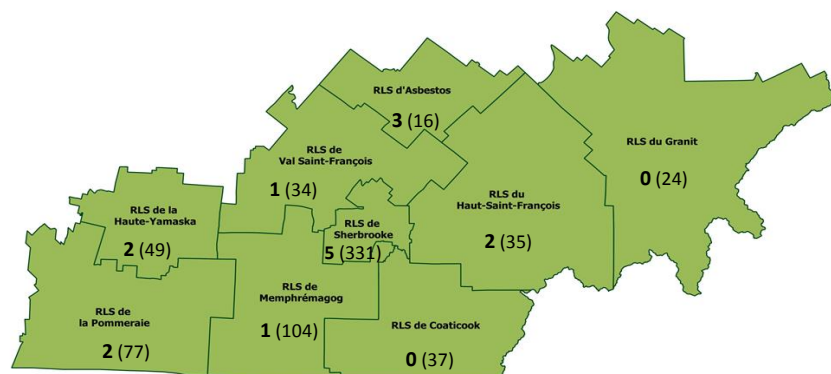 RLS d'Asbestos
3 (16)
RLS du Granit
0 (24)
RLS de
Val Saint-François
1 (34)
RLS du
Haut-Saint-François
2 (35)
RLS de la
Haute-Yamaska
2 (49)
RLS de
Sherbrooke
5 (331)
RLS de
Memphrémagog
1 (104)
RLS de
la Pommeraie
2 (77)
RLS de Coaticook
0 (37)